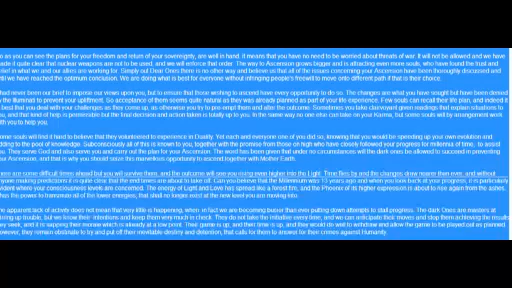 o as you can see the plans for your freedom and return of your sovereignty, are well in hand. It means that you have no need to be worried about threats of war. It will not be allowed and we have
ade it quite clear that nuclear weapons are not to be used, and we will enforce that order. The way to Ascension grows bigger and is attracting even more souls, who have found the trust and
elief in what we and our allies are working for. Simply put Dear Ones there is no other way and believe us that all of the issues concerning your Ascension have been thoroughly discussed and
ntil we have reached the optimum conclusion. We are doing what is best for everyone without infringing people's freewill to move onto different path if that is their choice.
had never been our brief to impose our views upon you, but to ensure that those wishing to ascend have every opportunity to do so. The changes are what you have sought but have been denied
y the Illuminati to prevent your upliftment. So acceptance of them seems quite natural as they was already planned as part of your life experience. Few souls can recall their life plan, and indeed it
best that you deal with your challenges as they come up, as otherwise you try to pre-empt them and alter the outcome. Sometimes you take clairvoyant given readings that explain situations to
ou, and that kind of help is preferable but the final decision and action taken is totally up to you. In the same way no one else can take on your Karma, but some souls will by arrangement work
ith you to help you.
ome souls will find it hard to believe that they volunteered to experience in Duality. Yet each and everyone one of you did so, knowing that you would be speeding up your own evolution and
dding to the pool of knowledge. Subconsciously all of this is known to you, together with the promise from those on high who have closely followed your progress for millennia of time, to assist
ou. They serve God and also serve you and carry out the plan for your Ascension. The word has been given that under no circumstances will the dark ones be allowed to succeed in preventing
our Ascension, and that is why you should seize this marvelous opportunity to ascend together with Mother Earth.
here are some difficult times ahead but you will survive them, and the outcome will see you rising even higher into the Light. Time flies by and the changes draw nearer than ever, and without
nyone making predictions it is quite clear that the end times are about to take off. Can you believe that the Millennium was 13 years ago and when you look back at your progress, it is particularly
vident where your consciousness levels are concerned. The energy of Light and Love has spread like a forest fire, and the Phoenix of its higher expression is about to rise again from the ashes.
has the power to transmute all of the lower energies, that shall no longer exist at the new level you are moving into.
he apparent lack of activity does not mean that very little is happening, when in fact we are becoming busier than ever putting down attempts to stall progress. The dark Ones are masters at
tirring up trouble, but we know their intentions and keep them very much in check. They do not take the initiative every time, and we can anticipate their moves and stop them achieving the results
ey seek, and it is sapping their morale which is already at a low point. Their game is up, and their time is up, and they would do well to withdraw and allow the game to be played out as planned.
owever, they remain obstinate to try and put off their inevitable destiny and detention, that calls for them to answer for their crimes against Humanity.